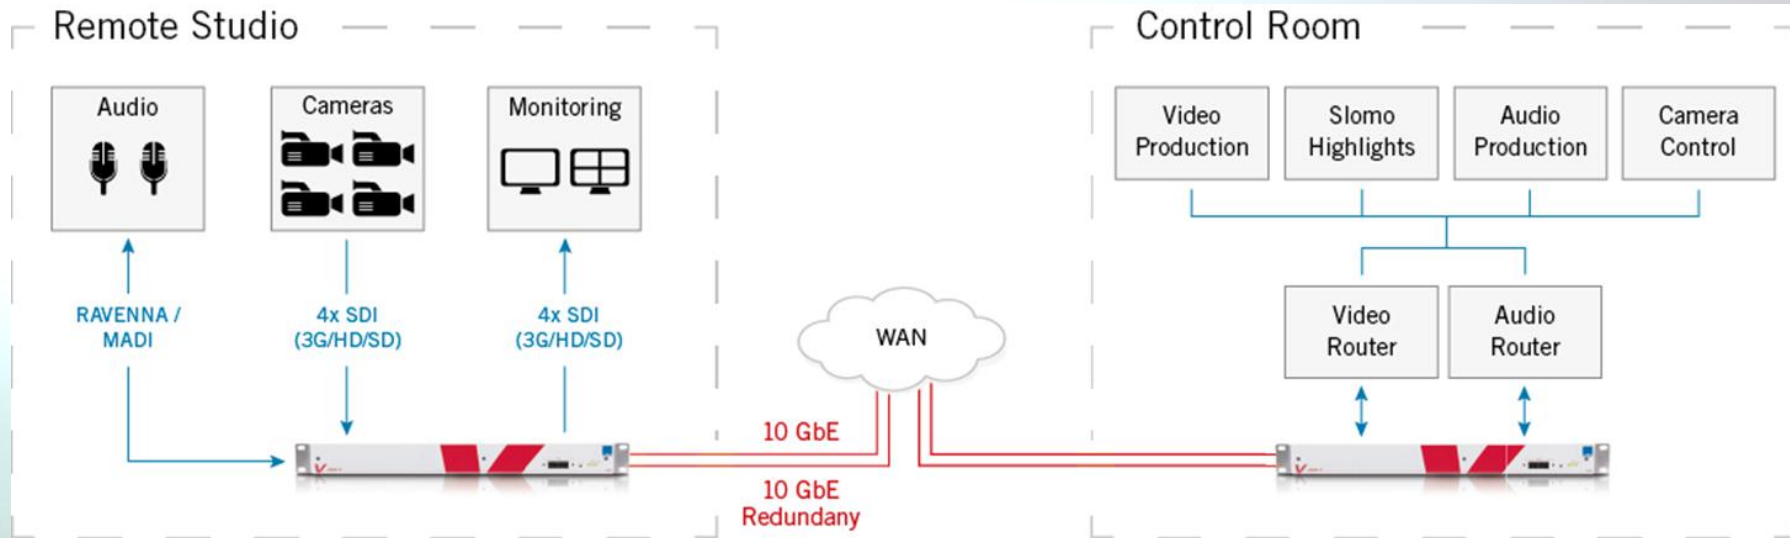 Remote Studio
Audio
Cameras
Monitoring
RAVENNA /
MADI
4x SDI
(3G/HD/SD)
4x SDI
(3G/HD/SD)
10 GbE
10 GbE
Redundany
WAN
Control Room
Video
Production
Slomo
Highlights
Audio
Production
Camera
Control
Video
Router
Audio
Router